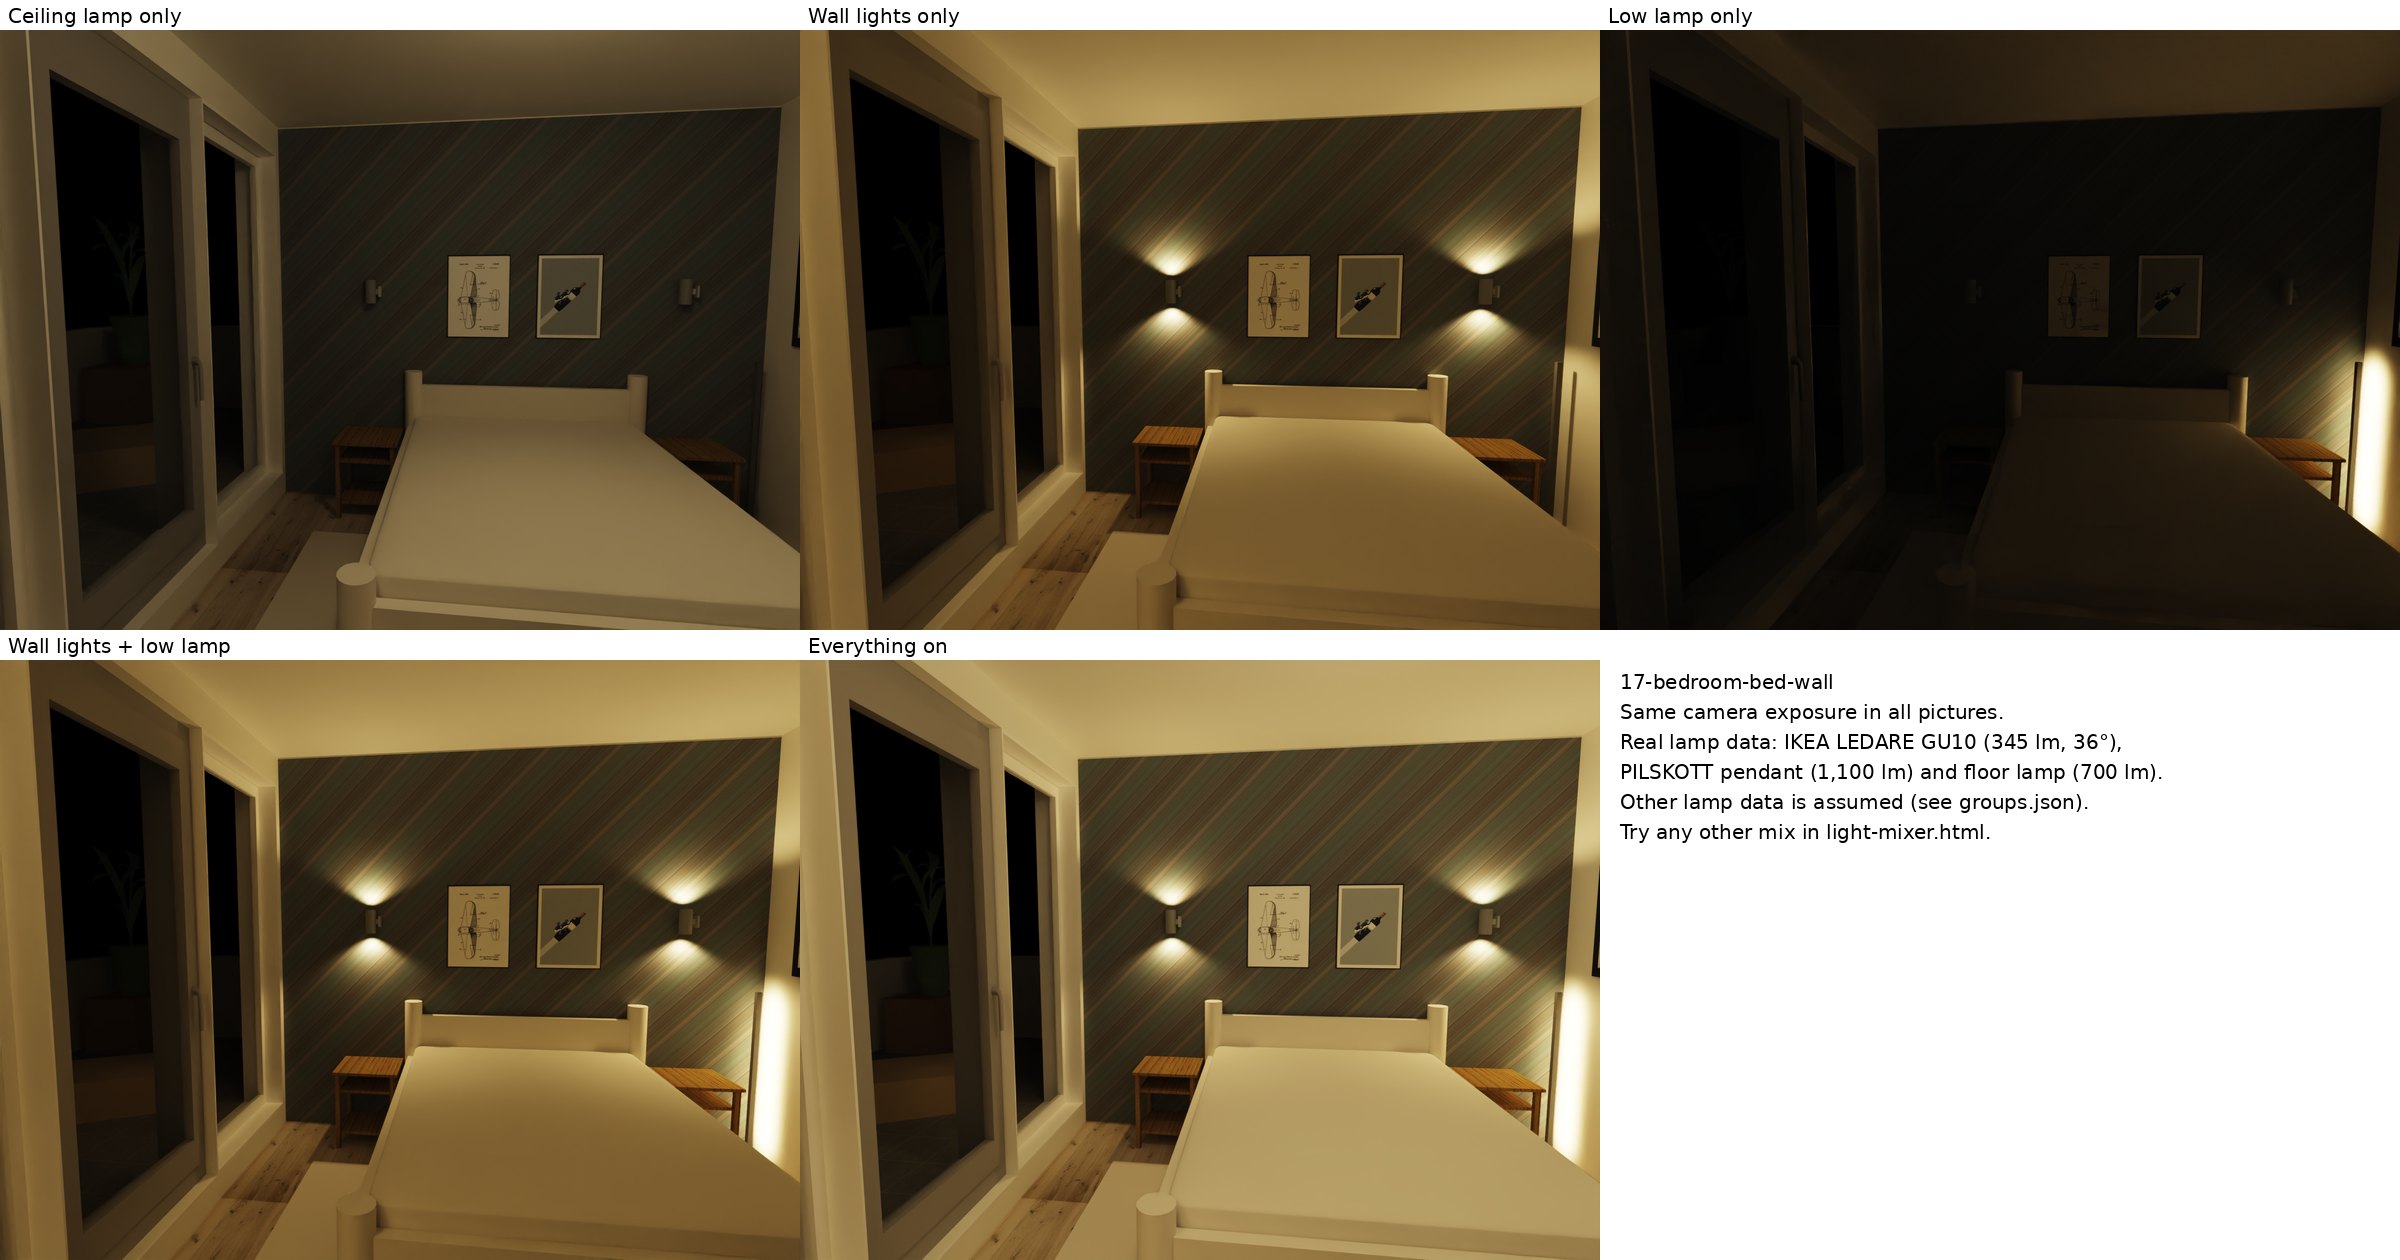 Ceiling lamp only
Wall lights only
Low lamp only
Wall lights + low lamp
Everything on
17-bedroom-bed-wall
Same camera exposure in all pictures.
Real lamp data: IKEA LEDARE GU10 (345 lm, 36°),
PILSKOTT pendant (1,100 lm) and floor lamp (700 lm).
Other lamp data is assumed (see groups.json).
Try any other mix in light-mixer.html.